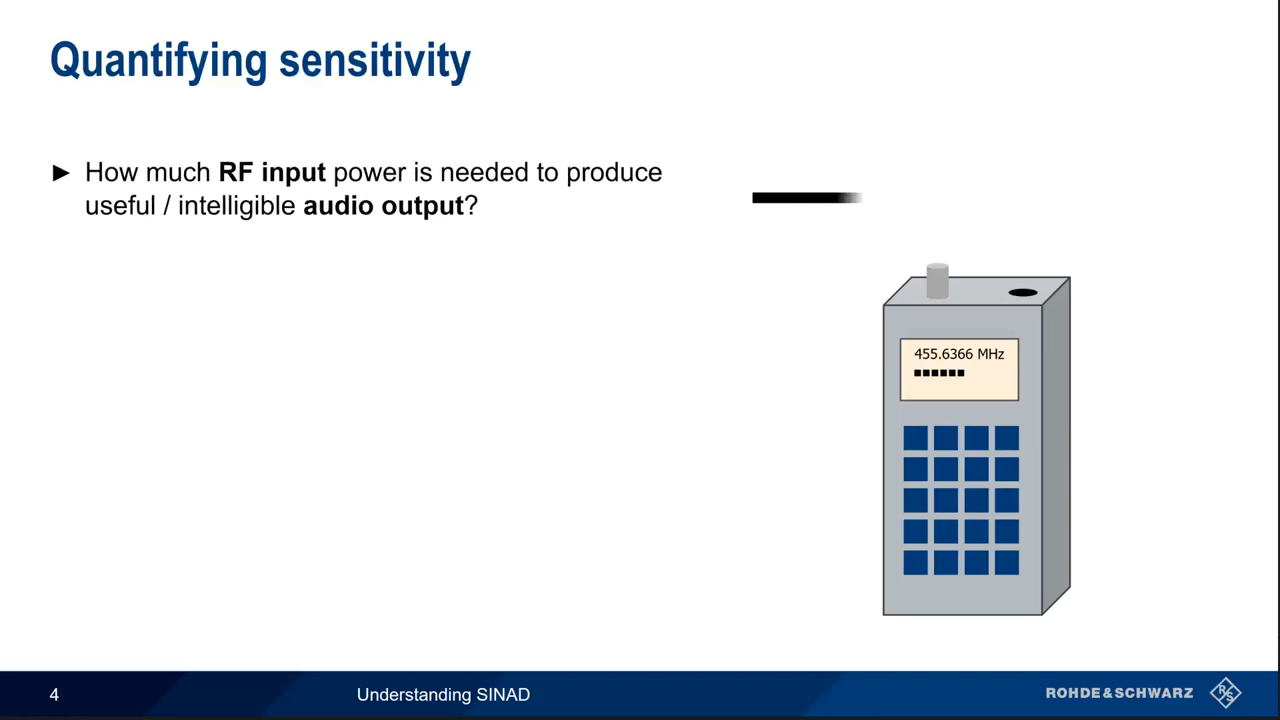 Quantifying sensitivity
► How much RF input power is needed to produce
useful / intelligible audio output?
455.6366 MHz
4
Understanding SINAD
ROHDE & SCHWARZ
R S